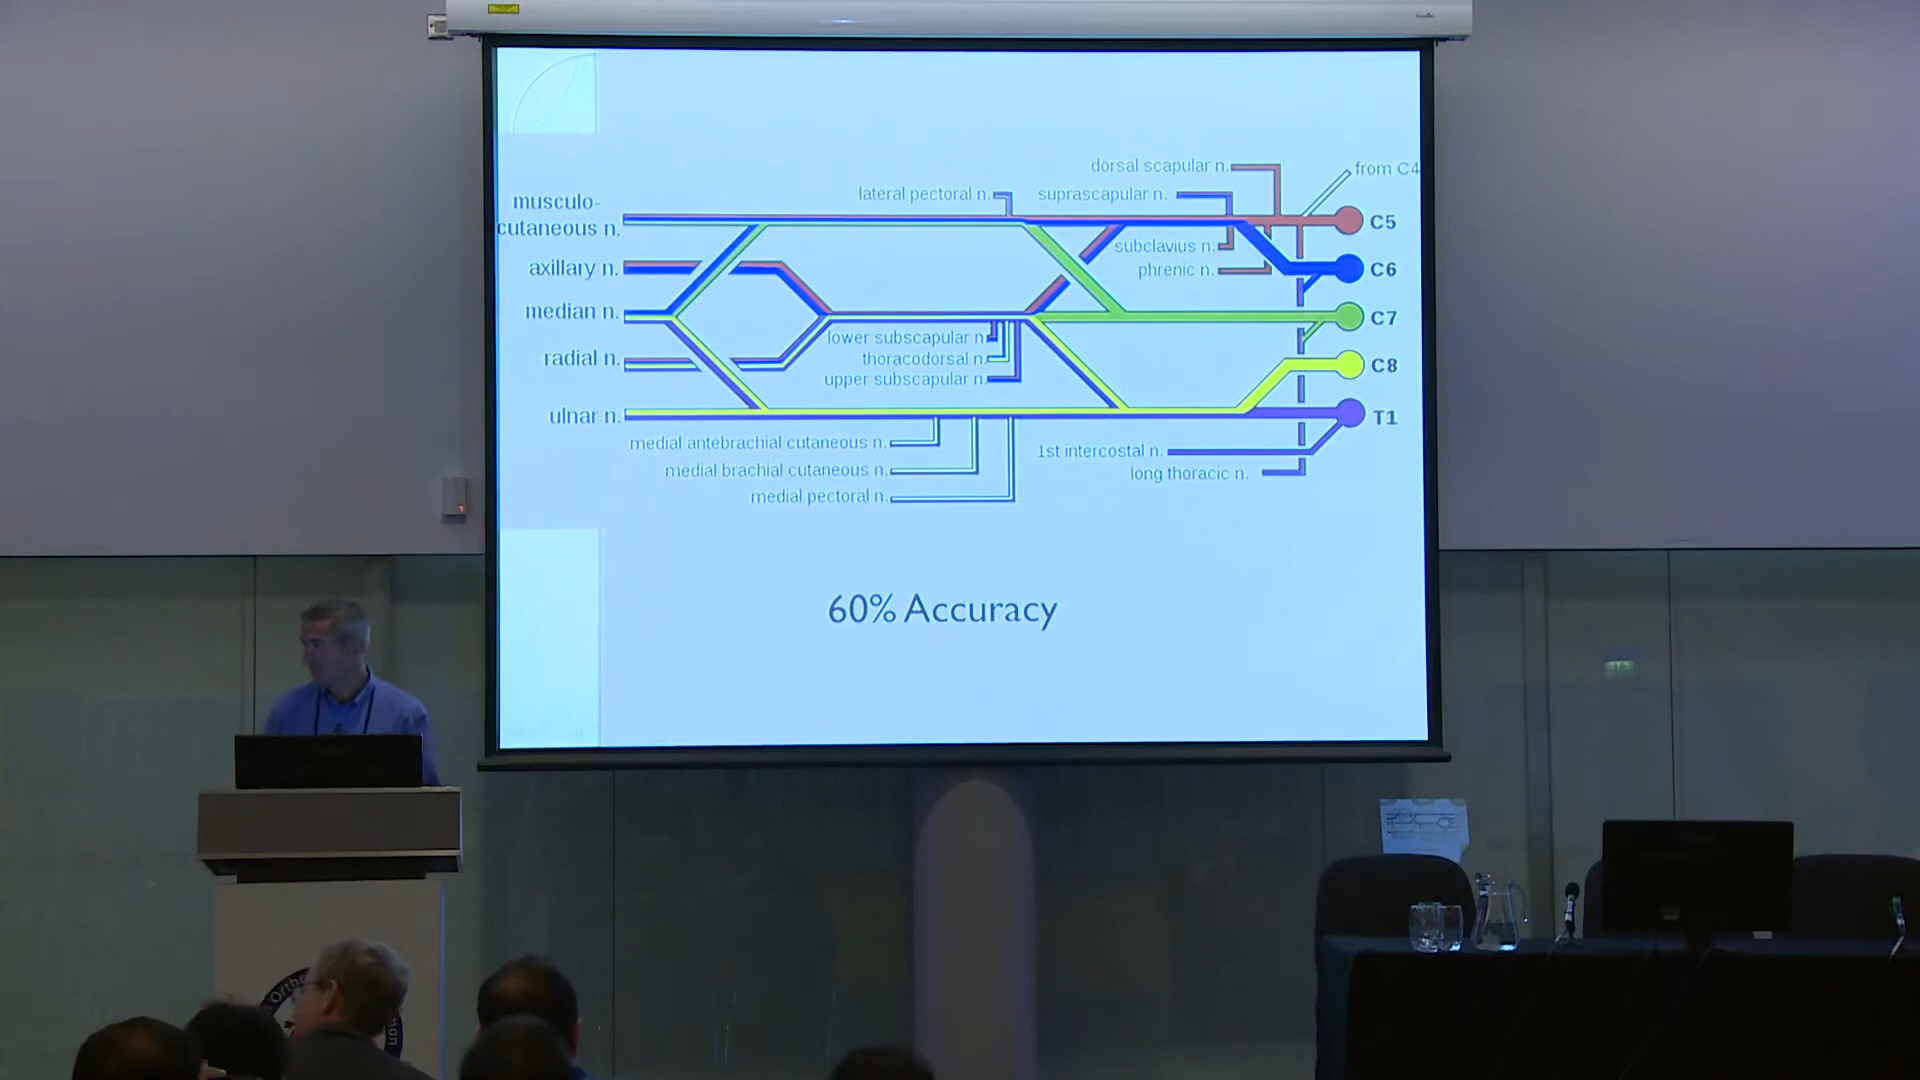 dorsal scapular n.
from C4
lateral pectoral n.
suprascapular n.
musculo-
cutaneous n.
C5
subclavius n.
axillary n.
phrenic n.
C6
median n.
C7
lower subscapular n.
radial n.
thoracodorsal n.
C8
upper subscapular n.
ulnar n.
T1
medial antebrachial cutaneous n.
1st intercostal n.
medial brachial cutaneous n.
long thoracic n.
medial pectoral n.
60% Accuracy